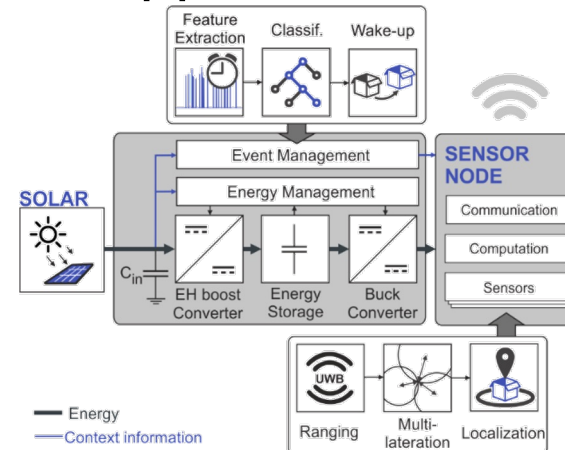 Feature
Extraction
Classif.
Wake-up
Event Management
Energy Management
SOLAR
SENSOR
NODE
Communication
Computation
Sensors
Cin
EH boost
Converter
Energy
Storage
Buck
Converter
UWB
Ranging
Multi-
lateration
Localization
Energy
Context information